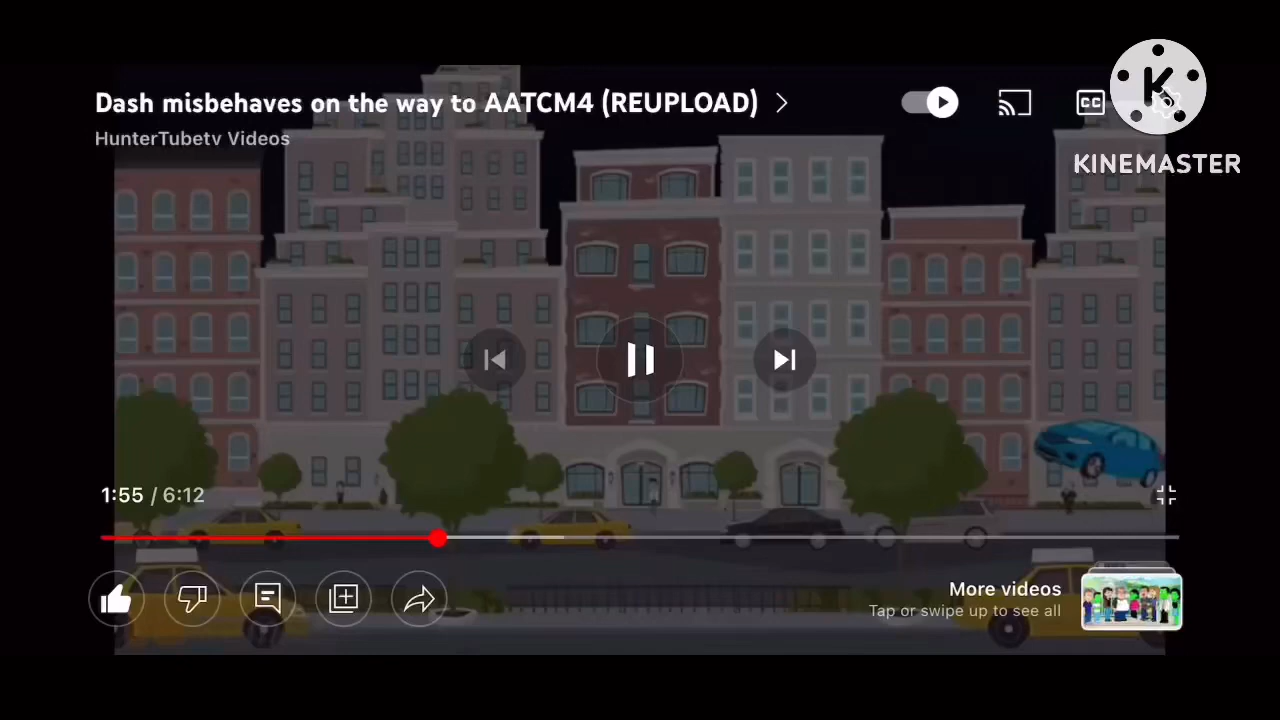 Dash misbehaves on the way to AATCM4 (REUPLOAD)
HunterTubetv Videos
CC
K
KINEMASTER
1:55 / 6:12
More videos
Tap or swipe up to see all